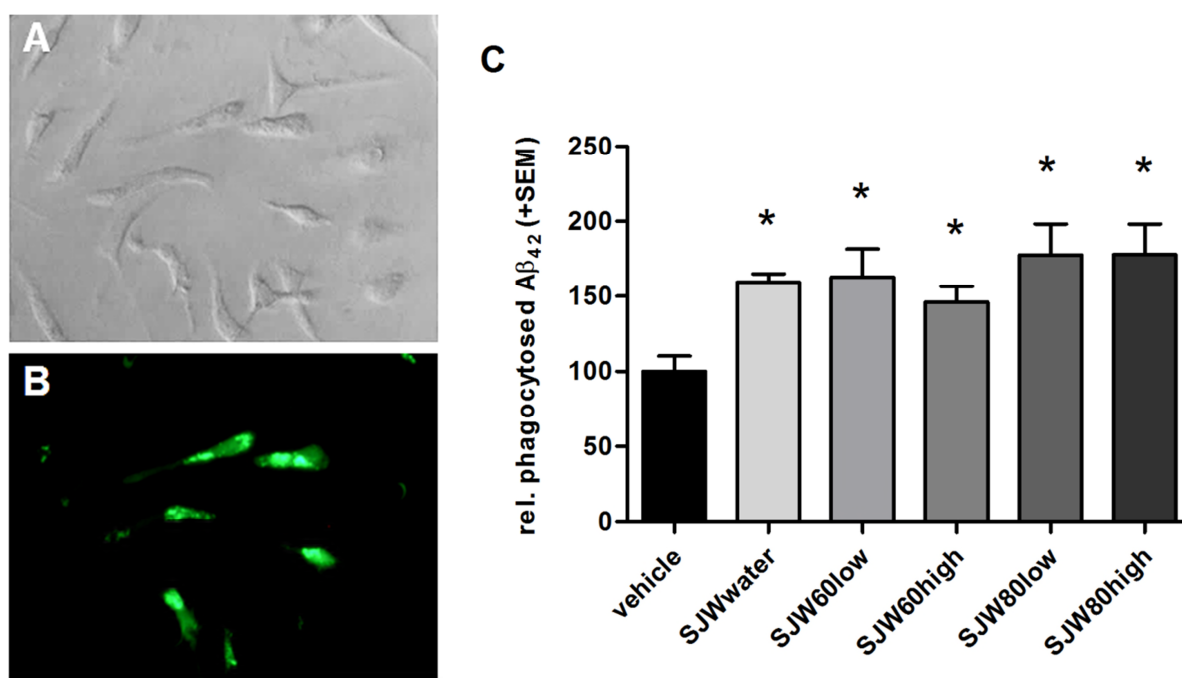 A
B
C
rel. phagocytosed Aβ42 (+SEM)
250
200
150
100
50
0
*
*
*
*
*
vehicle
SJWwater
SJW60low
SJW60high
SJW80low
SJW80high